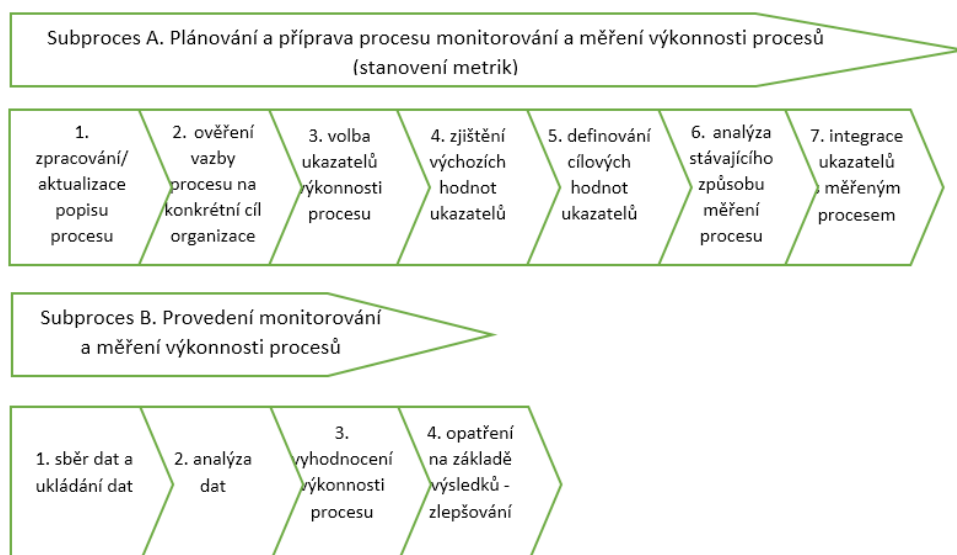 Subproces A. Plánování a příprava procesu monitorování a měření výkonnosti procesů
(stanovení metrik)
1.
zpracování/
aktualizace
popisu
procesu
2. ověření
vazby
procesu na
konkrétní cíl
organizace
3. volba
ukazatelů
výkonnosti
procesu
4. zjištění
výchozích
hodnot
ukazatelů
5. definování
cílových
hodnot
ukazatelů
6. analýza
stávajícího
způsobu
měření
procesu
7. integrace
ukazatelů
s měřeným
procesem
Subproces B. Provedení monitorování
a měření výkonnosti procesů
1. sběr dat a
ukládání dat
2. analýza
dat
3.
vyhodnocení
výkonnosti
procesu
4. opatření
na základě
výsledků -
zlepšování